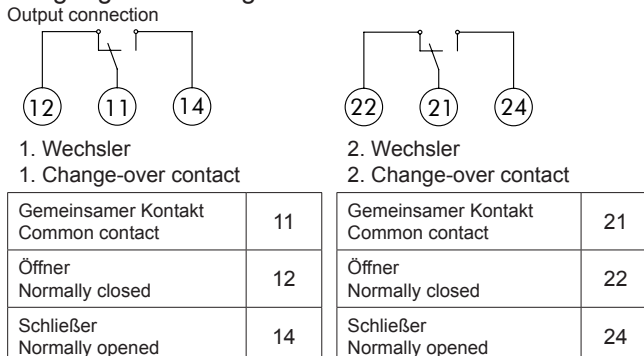 Output connection
12 11 14
22 21 24
1. Wechsler
1. Change-over contact
2. Wechsler
2. Change-over contact
Gemeinsamer Kontakt
Common contact
11
Öffner
Normally closed
12
Schließer
Normally opened
14
Gemeinsamer Kontakt
Common contact
21
Öffner
Normally closed
22
Schließer
Normally opened
24